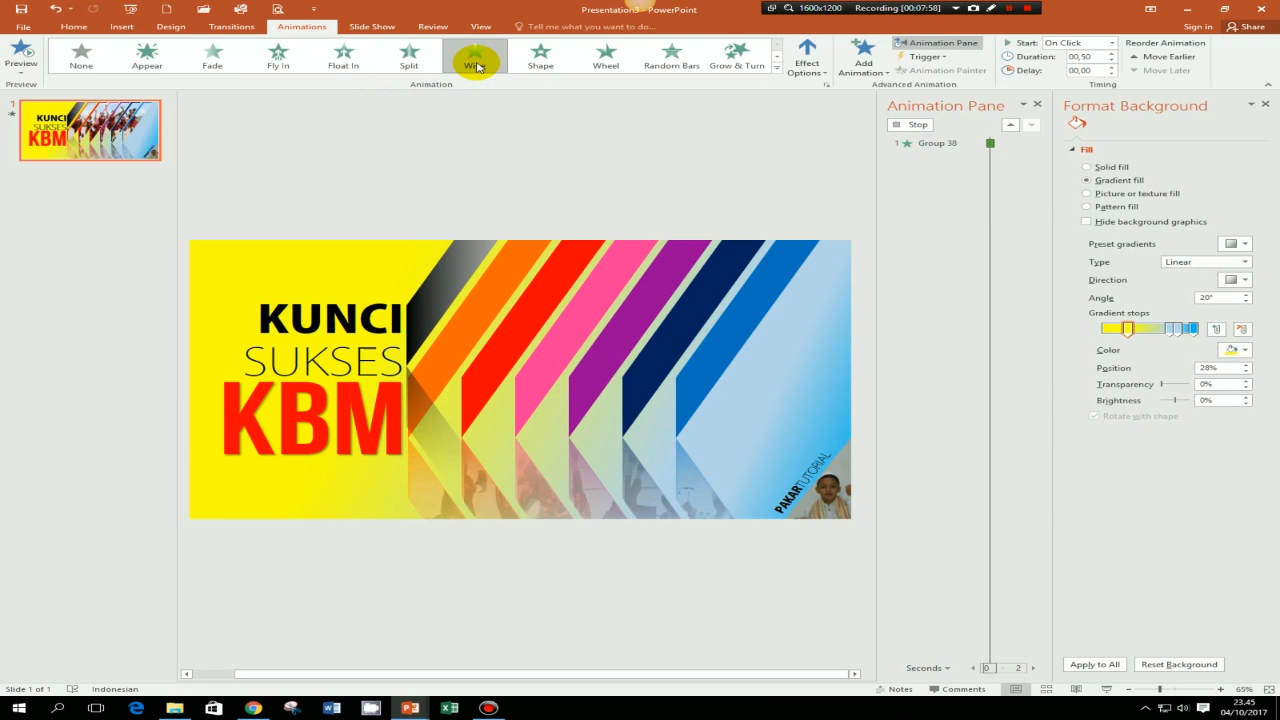 Presentation3 - PowerPoint
1600x1200
Recording [00:07:58]
File
Home
Insert
Design
Transitions
Animations
Slide Show
Review
View
Tell me what you want to do...
Sign in
Share
Preview
None
Appear
Fade
Fly In
Float In
Split
Wipe
Shape
Wheel
Random Bars
Grow & Turn
Effect Options
Add Animation
Animation Pane
Trigger
Animation Painter
Start: On Click
Duration: 00,50
Delay: 00,00
Reorder Animation
Move Earlier
Move Later
Preview
Animation
Advanced Animation
Timing
1
KUNCI
SUKSES
KBM
KUNCI
SUKSES
KBM
PAKARTUTORIAL
Animation Pane
Stop
1 Group 38
Seconds
0
2
Format Background
Fill
Solid fill
Gradient fill
Picture or texture fill
Pattern fill
Hide background graphics
Preset gradients
Type Linear
Direction
Angle 20°
Gradient stops
Color
Position 28%
Transparency 0%
Brightness 0%
Rotate with shape
Apply to All
Reset Background
Slide 1 of 1
Indonesian
Notes
Comments
65%
23.45
04/10/2017